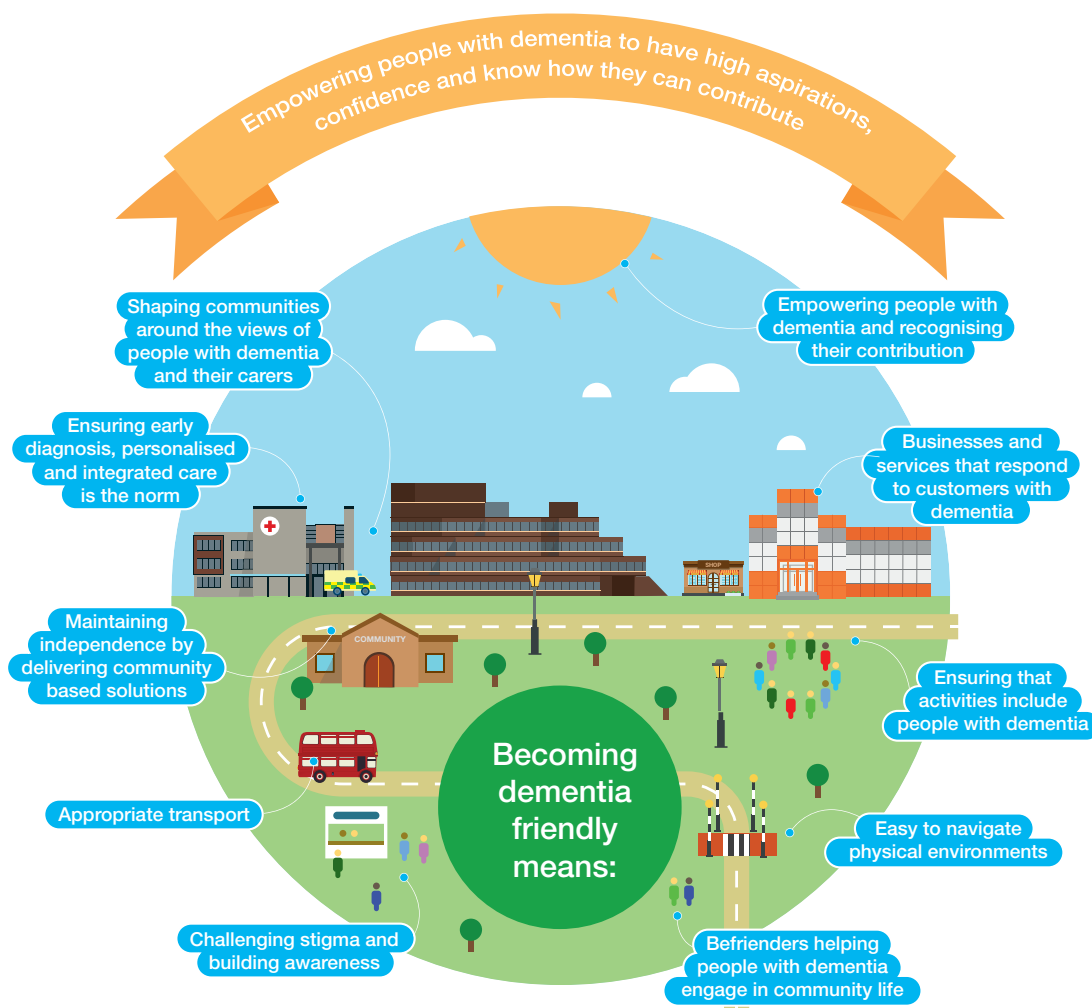 Empowering people with dementia to have high aspirations,
confidence and know how they can contribute
Shaping communities
around the views of
people with dementia
and their carers
Empowering people with
dementia and recognising
their contribution
Ensuring early
diagnosis, personalised
and integrated care
is the norm
Businesses and
services that respond
to customers with
dementia
SHOP
Maintaining
independence by
delivering community
based solutions
COMMUNITY
Ensuring that
activities include
people with dementia
Becoming
dementia
friendly
means:
Appropriate transport
Easy to navigate
physical environments
Challenging stigma and
building awareness
Befrienders helping
people with dementia
engage in community life